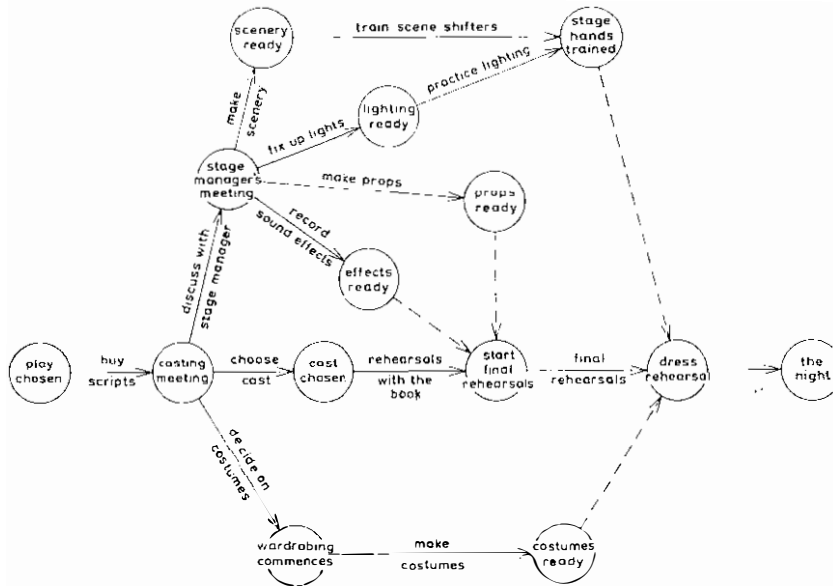 scenery
ready
train scene shifters
stage
hands
trained
make
scenery
practice lighting
lighting
ready
fix up lights
stage
manager's
meeting
make props
props
ready
record
sound effects
effects
ready
discuss with
stage manager
play
chosen
buy
scripts
casting
meeting
choose
cast
cast
chosen
rehearsals
with the
book
start
final
rehearsals
final
rehearsals
dress
rehearsal
the
night
decide on
costumes
wardrobing
commences
make
costumes
costumes
ready